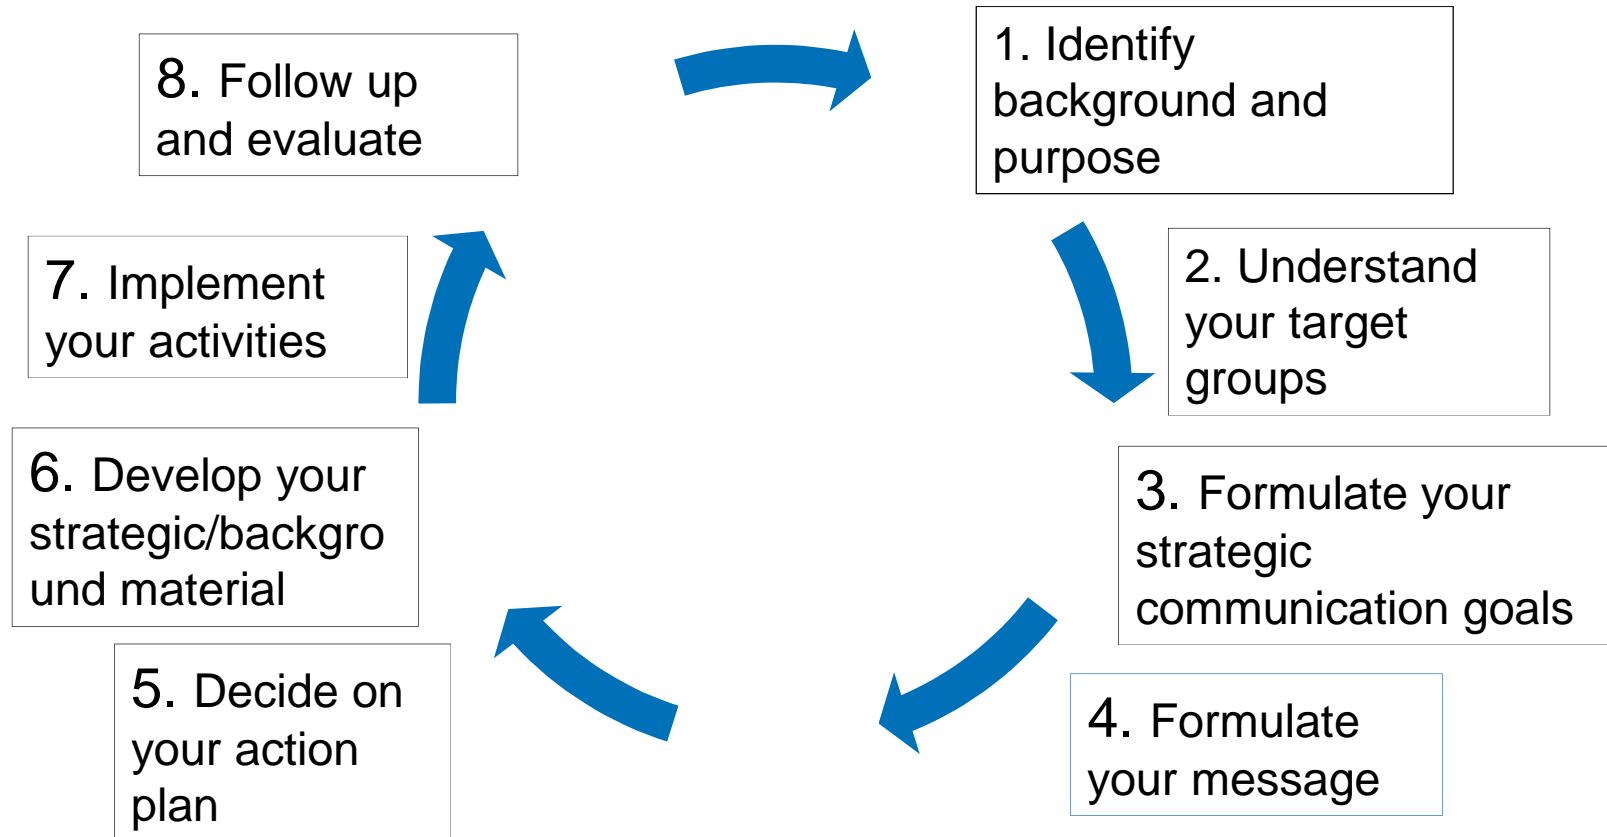 1. Identify
background and
purpose
2. Understand
your target
groups
3. Formulate your
strategic
communication goals
4. Formulate
your message
5. Decide on
your action
plan
6. Develop your
strategic/backgro
und material
7. Implement
your activities
8. Follow up
and evaluate